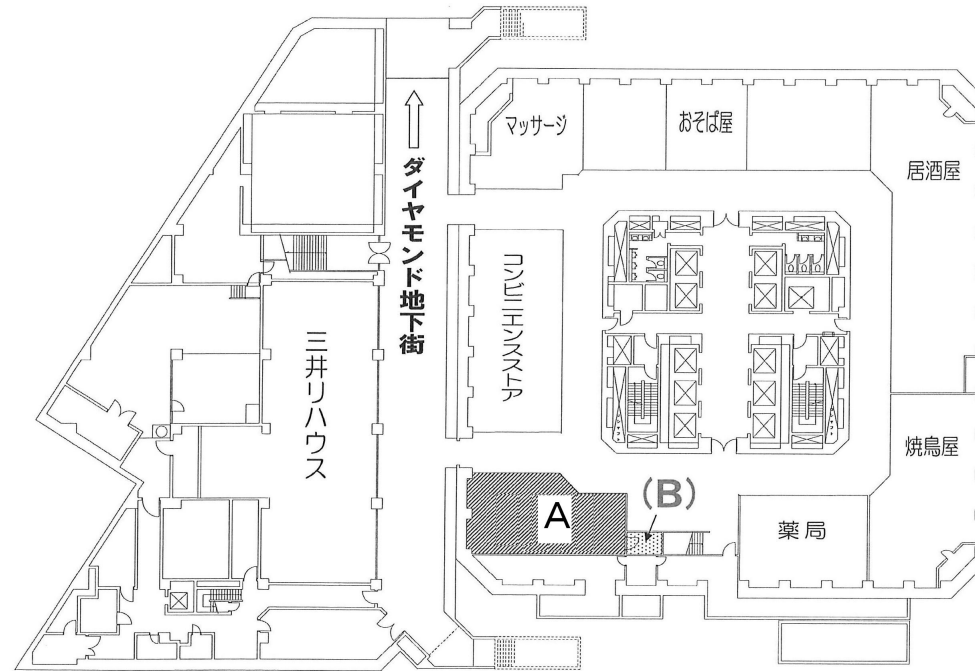 マッサージ
おそば屋
居酒屋
ダイヤモンド地下街
コンビニエンスストア
三井リハウス
焼鳥屋
A
(B)
薬局